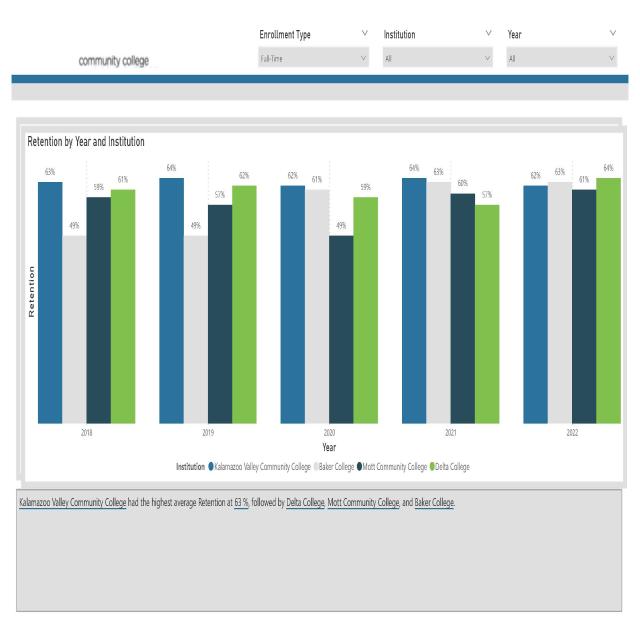 Enrollment Type
Institution
Year
community college
Full-Time
All
All
Retention by Year and Institution
63%
49%
59%
61%
64%
49%
57%
62%
62%
61%
49%
59%
64%
63%
60%
57%
62%
63%
61%
64%
Retention
2018
2019
2020
2021
2022
Year
Institution Kalamazoo Valley Community College Baker College Mott Community College Delta College
Kalamazoo Valley Community College had the highest average Retention at 63 %, followed by Delta College, Mott Community College, and Baker College.